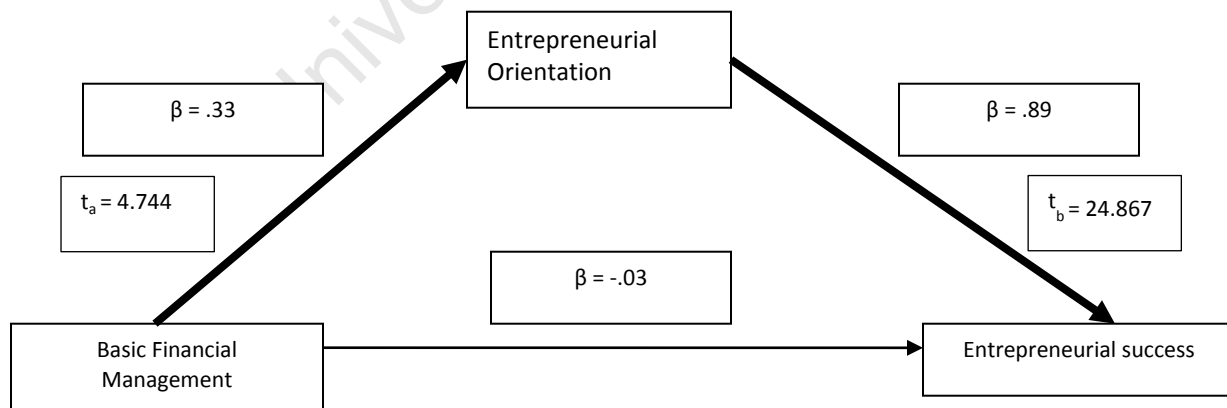 Entrepreneurial
Orientation
β = .33
β = .89
tₐ = 4.744
t_b = 24.867
β = -.03
Basic Financial
Management
Entrepreneurial success